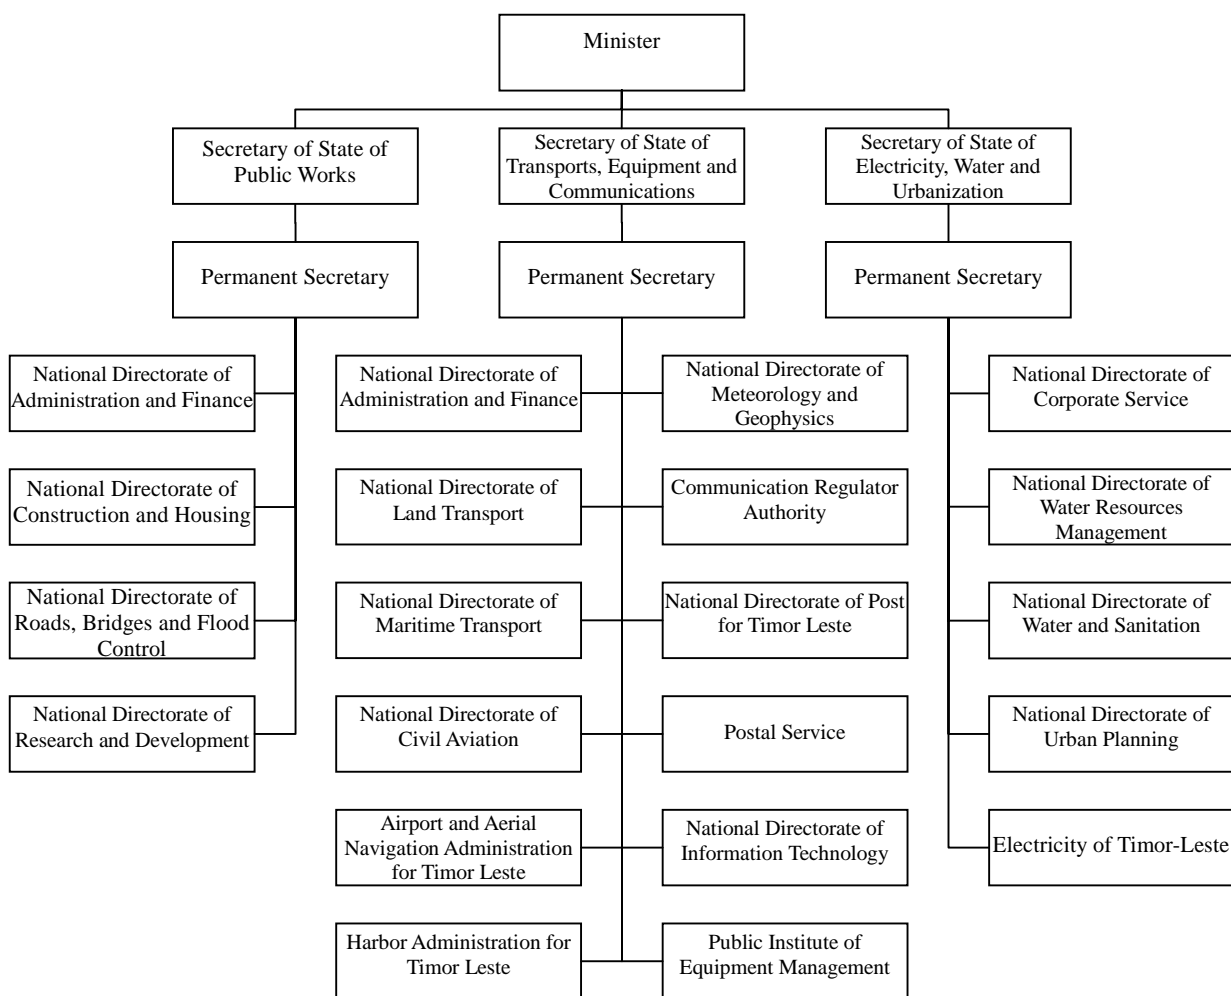 Minister
Secretary of State of
Public Works
Secretary of State of
Transports, Equipment and
Communications
Secretary of State of
Electricity, Water and
Urbanization
Permanent Secretary
Permanent Secretary
Permanent Secretary
National Directorate of
Administration and Finance
National Directorate of
Administration and Finance
National Directorate of
Meteorology and
Geophysics
National Directorate of
Corporate Service
National Directorate of
Construction and Housing
National Directorate of
Land Transport
Communication Regulator
Authority
National Directorate of
Water Resources
Management
National Directorate of
Roads, Bridges and Flood
Control
National Directorate of
Maritime Transport
National Directorate of Post
for Timor Leste
National Directorate of
Water and Sanitation
National Directorate of
Research and Development
National Directorate of
Civil Aviation
Postal Service
National Directorate of
Urban Planning
Airport and Aerial
Navigation Administration
for Timor Leste
National Directorate of
Information Technology
Electricity of Timor-Leste
Harbor Administration for
Timor Leste
Public Institute of
Equipment Management